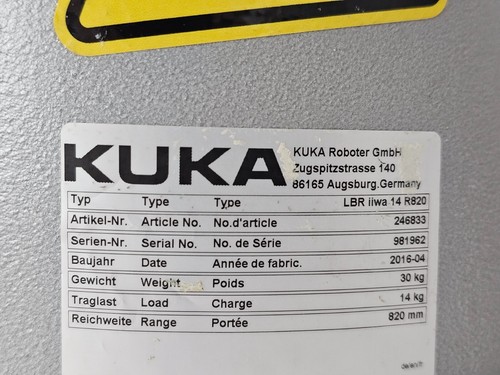 KUKA
KUKA Roboter GmbH
Zugspitzstrasse 140
86165 Augsburg.Germany
Typ Type Type LBR iiwa 14 R820
Artikel-Nr. Article No. No.d'article 246833
Serien-Nr. Serial No. No. de Série 981962
Baujahr Date Année de fabric. 2016-04
Gewicht Weight Poids 30 kg
Traglast Load Charge 14 kg
Reichweite Range Portée 820 mm